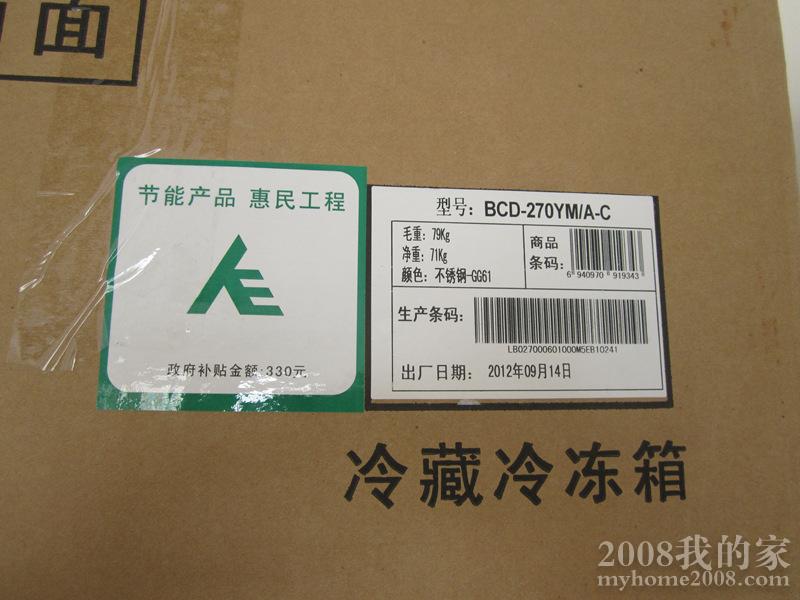 面
节能产品 惠民工程
政府补贴金额:330元
型号: BCD-270YM/A-C
毛重: 79Kg
净重: 71Kg
颜色: 不锈钢-GG61
商品
条码:
6 940970 919343
生产条码:
LB027000601000M5EB10241
出厂日期: 2012年09月14日
冷藏冷冻箱
2008我的家
myhome2008.com